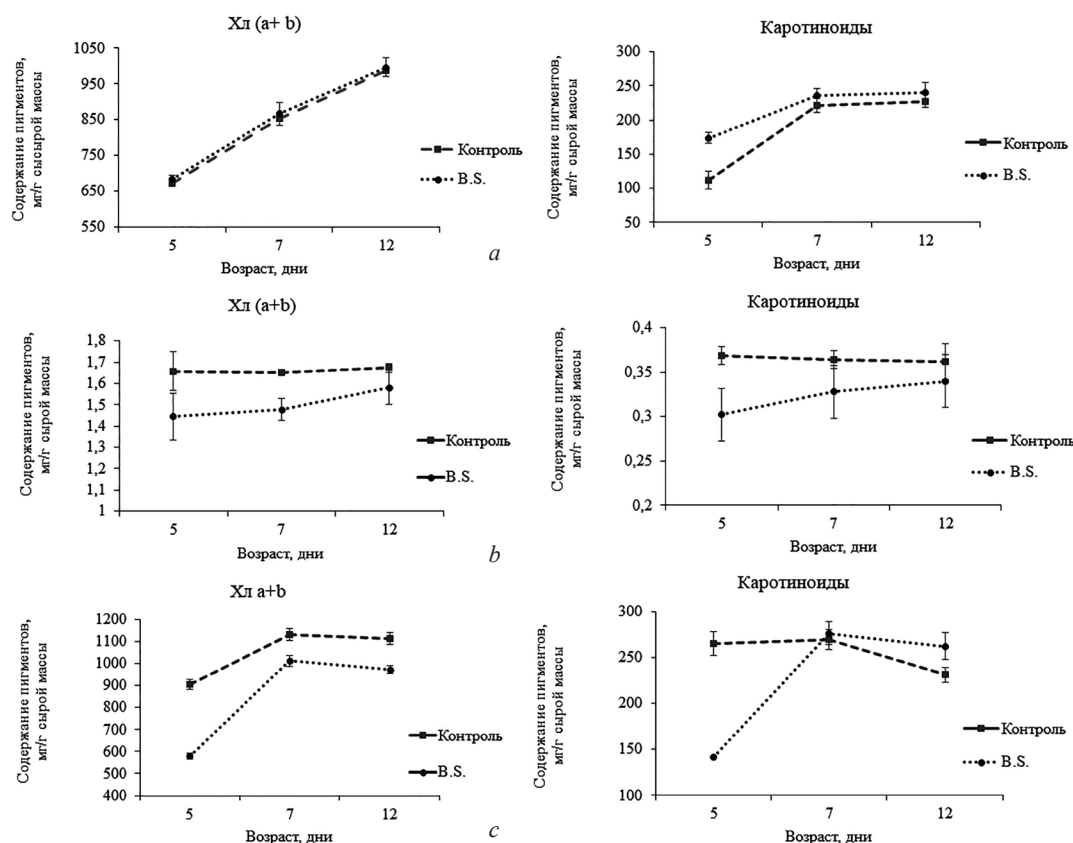 Хл (a+ b)
Содержание пигментов,
мг/г сысырой массы
1050
950
850
750
650
550
5
7
12
Возраст, дни
Контроль
B.S.
Каротиноиды
Содержание пигментов,
мг/г сырой массы
300
250
200
150
100
50
5
7
12
Возраст, дни
Контроль
B.S.
a
Хл (a+b)
Содержание пигментов,
мг/г сырой массы
1,8
1,7
1,6
1,5
1,4
1,3
1,2
1,1
1
5
7
12
Возраст, дни
Контроль
B.S.
Каротиноиды
Содержание пигментов,
мг/г сырой массы
0,4
0,35
0,3
0,25
0,2
5
7
12
Возраст, дни
Контроль
B.S.
b
Хл a+b
Содержание пигментов,
мг/г сырой массы
1200
1100
1000
900
800
700
600
500
400
5
7
12
Возраст, дни
Контроль
B.S.
Каротиноиды
Содержание пигментов,
мг/г сырой массы
300
250
200
150
100
5
7
12
Возраст, дни
Контроль
B.S.
c